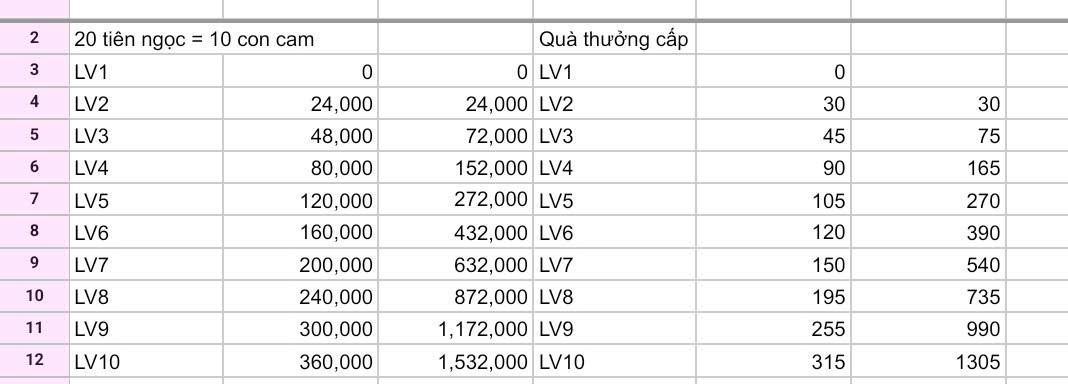 2 20 tiên ngọc = 10 con cam Quà thưởng cấp
3 LV1 0 0 LV1 0
4 LV2 24,000 24,000 LV2 30 30
5 LV3 48,000 72,000 LV3 45 75
6 LV4 80,000 152,000 LV4 90 165
7 LV5 120,000 272,000 LV5 105 270
8 LV6 160,000 432,000 LV6 120 390
9 LV7 200,000 632,000 LV7 150 540
10 LV8 240,000 872,000 LV8 195 735
11 LV9 300,000 1,172,000 LV9 255 990
12 LV10 360,000 1,532,000 LV10 315 1305